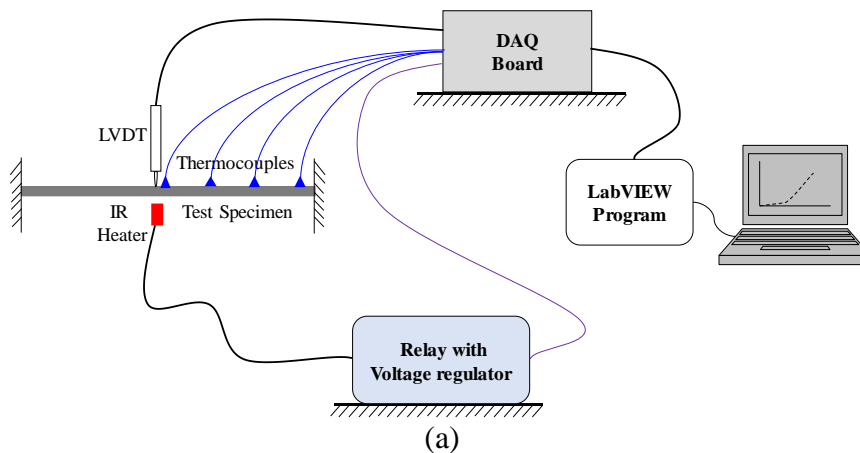 DAQ
Board
LVDT
Thermocouples
IR
Heater
Test Specimen
LabVIEW
Program
Relay with
Voltage regulator
(a)